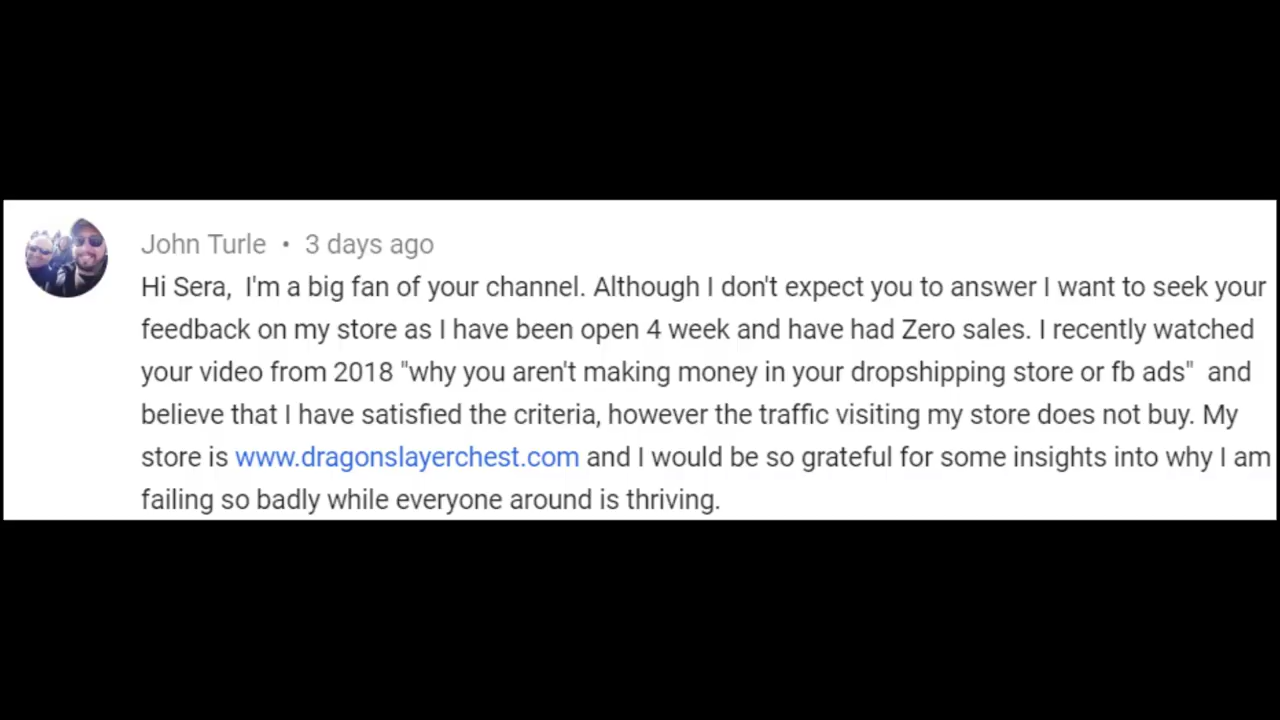 John Turle • 3 days ago
Hi Sera,  I'm a big fan of your channel. Although I don't expect you to answer I want to seek your
feedback on my store as I have been open 4 week and have had Zero sales. I recently watched
your video from 2018 "why you aren't making money in your dropshipping store or fb ads"  and
believe that I have satisfied the criteria, however the traffic visiting my store does not buy. My
store is www.dragonslayerchest.com and I would be so grateful for some insights into why I am
failing so badly while everyone around is thriving.